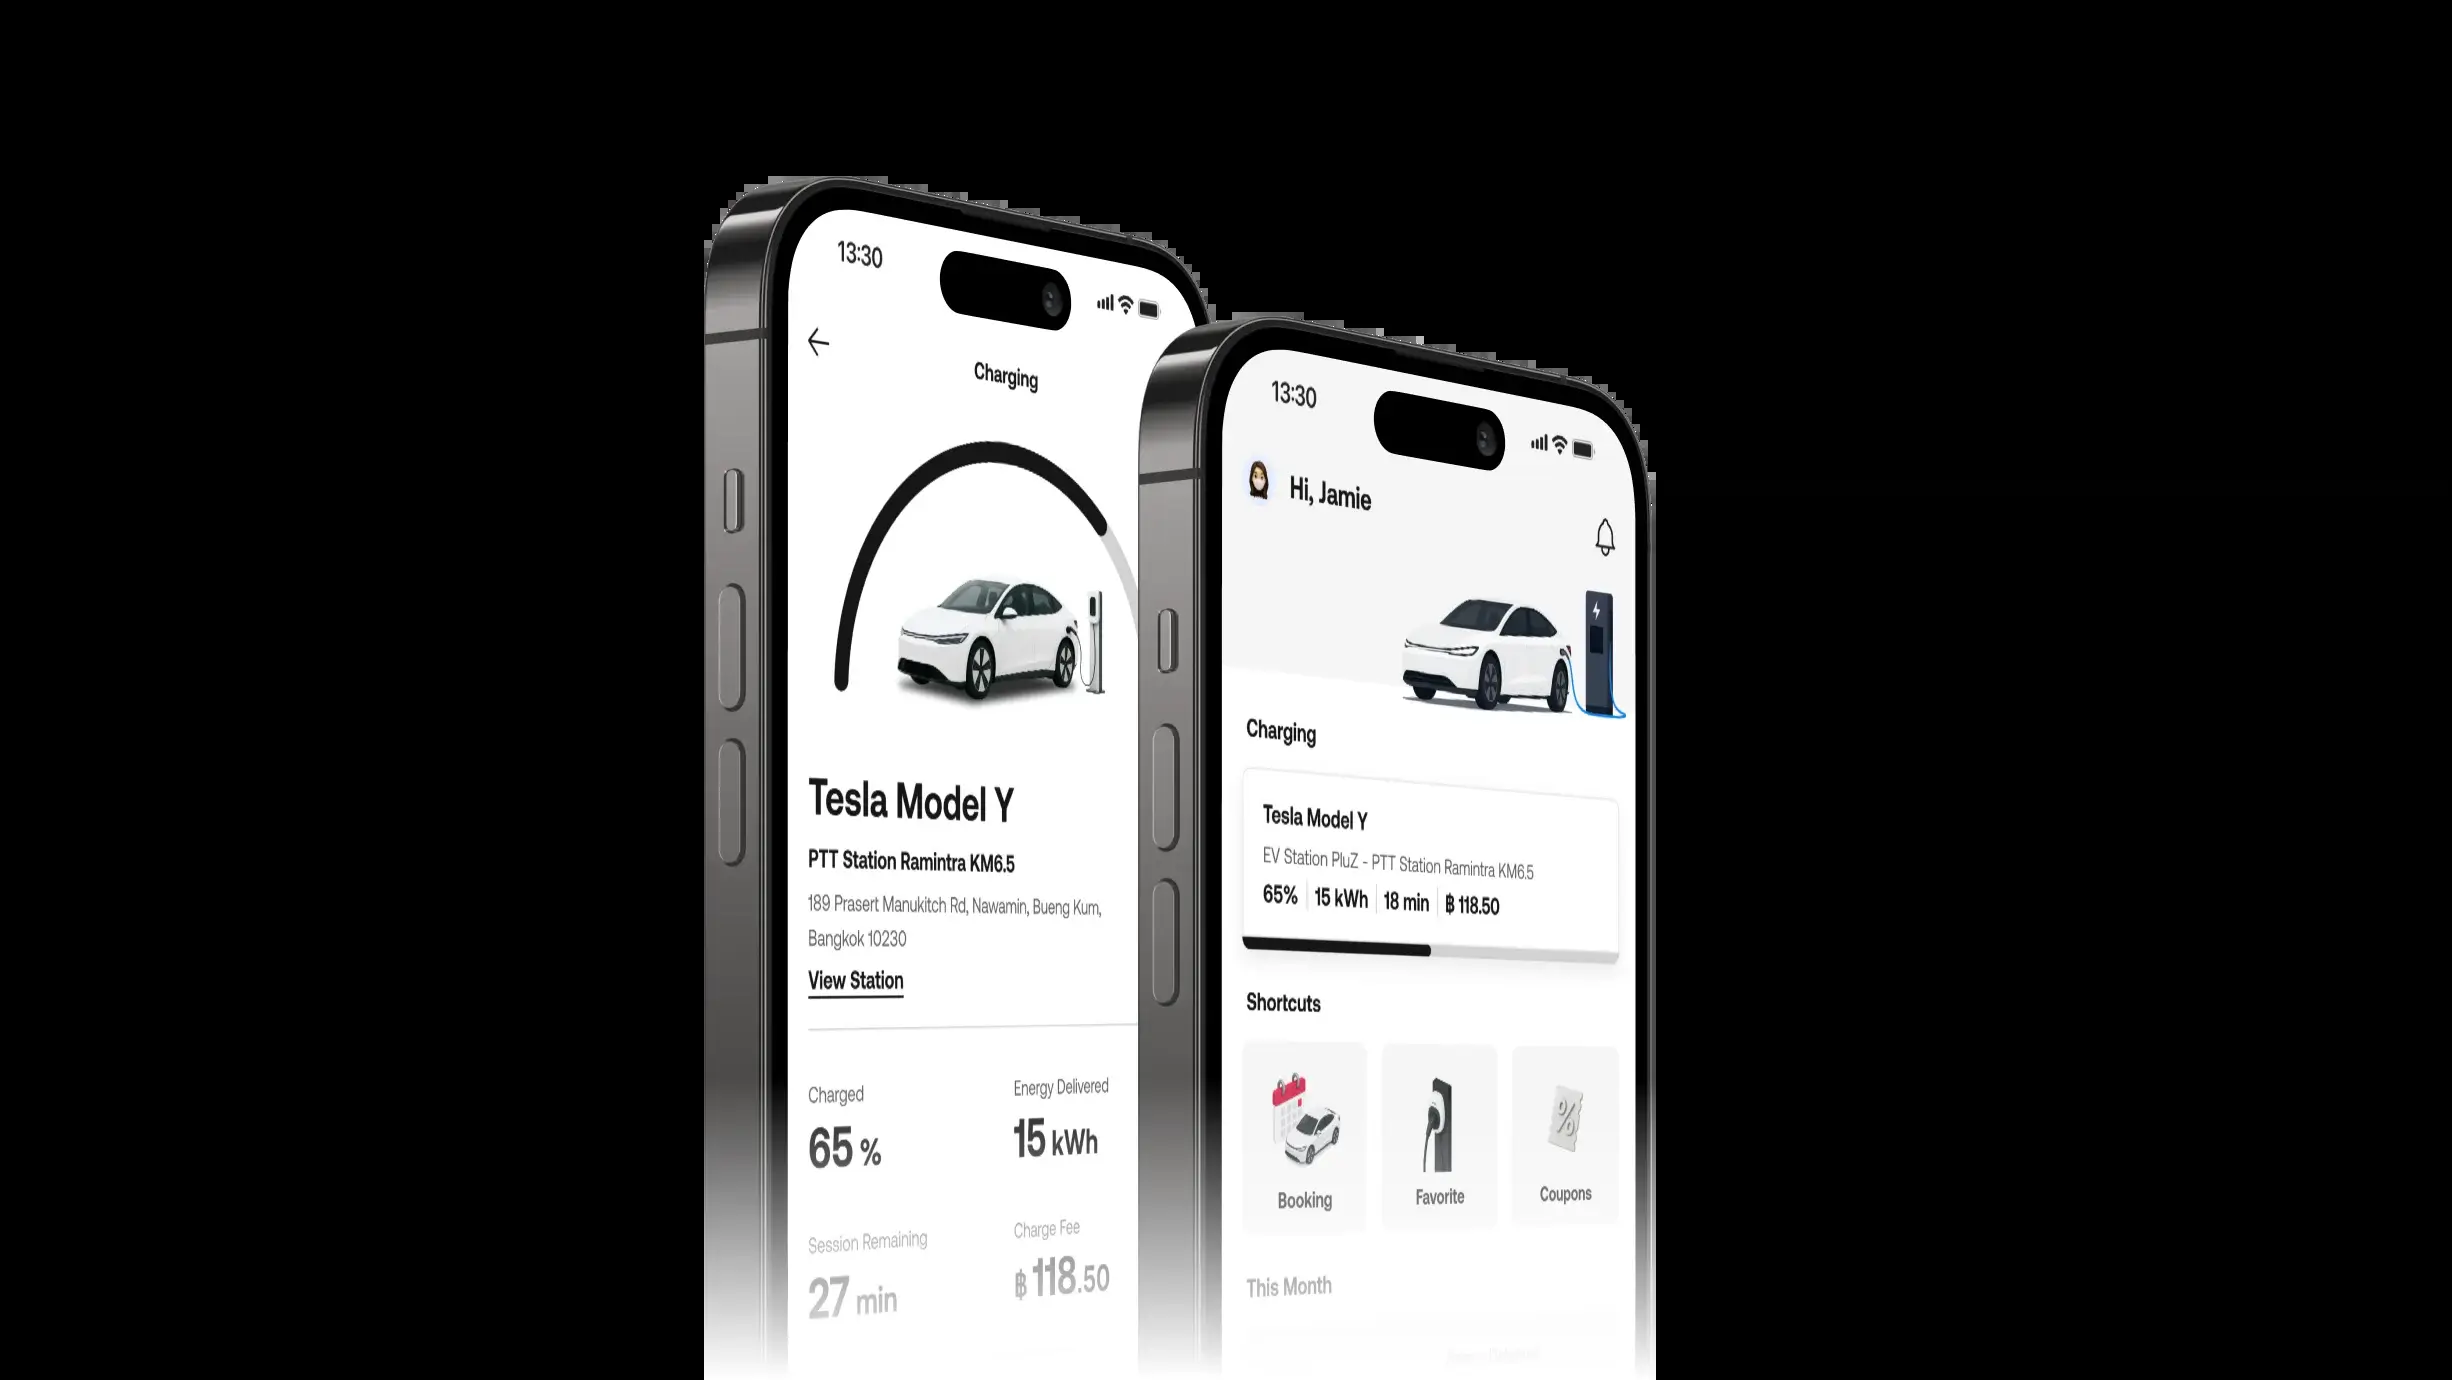 13:30
Charging
Tesla Model Y
PTT Station Ramintra KM6.5
189 Prasert Manukitch Rd, Nawamin, Bueng Kum,
Bangkok 10230
View Station
Charged
Energy Delivered
65 %
15 kWh
Session Remaining
Charge Fee
27 min
฿ 118.50
13:30
Hi, Jamie
Charging
Tesla Model Y
EV Station PluZ - PTT Station Ramintra KM6.5
65% 15 kWh 18 min ฿ 118.50
Shortcuts
%
Booking
Favorite
Coupons
This Month